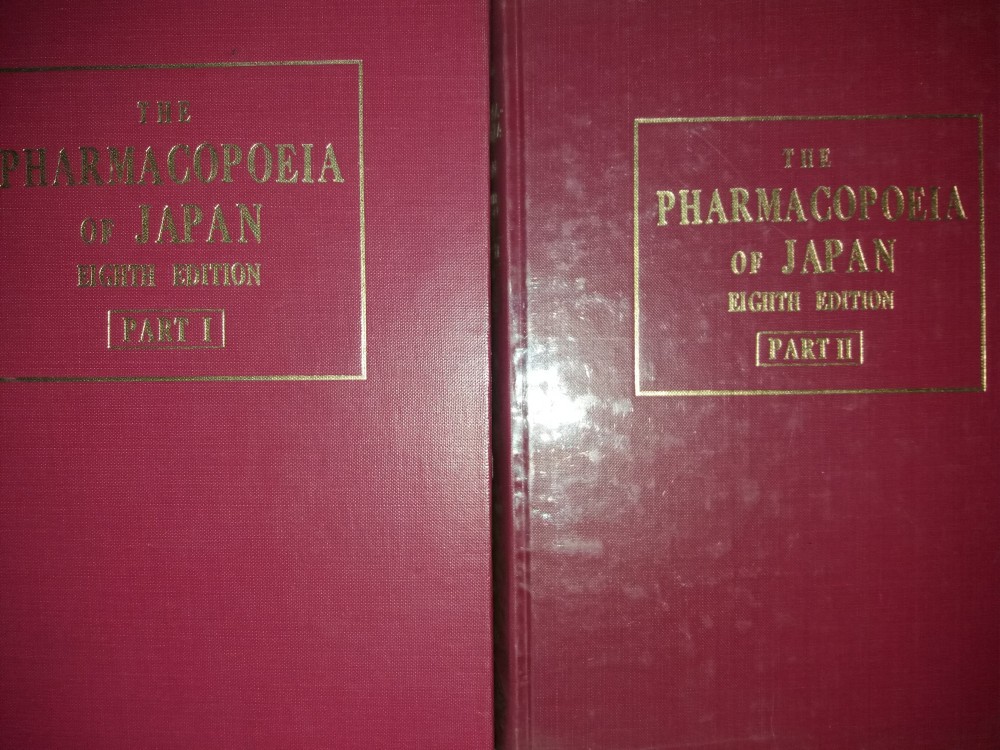 THE
PHARMACOPOEIA
OF JAPAN
EIGHTH EDITION
PART I
THE
PHARMACOPOEIA
OF JAPAN
EIGHTH EDITION
PART II